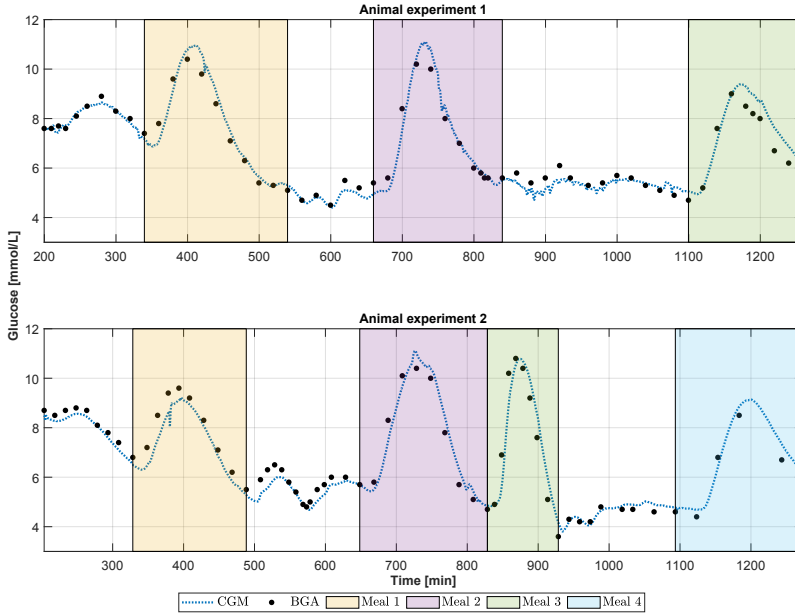 Animal experiment 1
12
10
8
6
4
200 300 400 500 600 700 800 900 1000 1100 1200
Glucose [mmol/L]
Animal experiment 2
12
10
8
6
4
300 400 500 600 700 800 900 1000 1100 1200
Time [min]
CGM BGA Meal 1 Meal 2 Meal 3 Meal 4